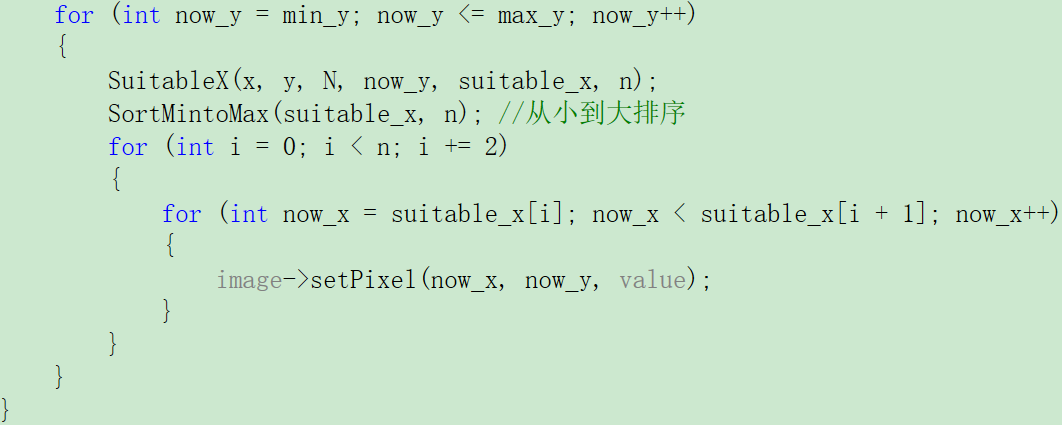 for (int now_y = min_y; now_y <= max_y; now_y++)
{
SuitableX(x, y, N, now_y, suitable_x, n);
SortMintoMax(suitable_x, n); //从小到大排序
for (int i = 0; i < n; i += 2)
{
for (int now_x = suitable_x[i]; now_x < suitable_x[i + 1]; now_x++)
{
image->setPixel(now_x, now_y, value);
}
}
}
}